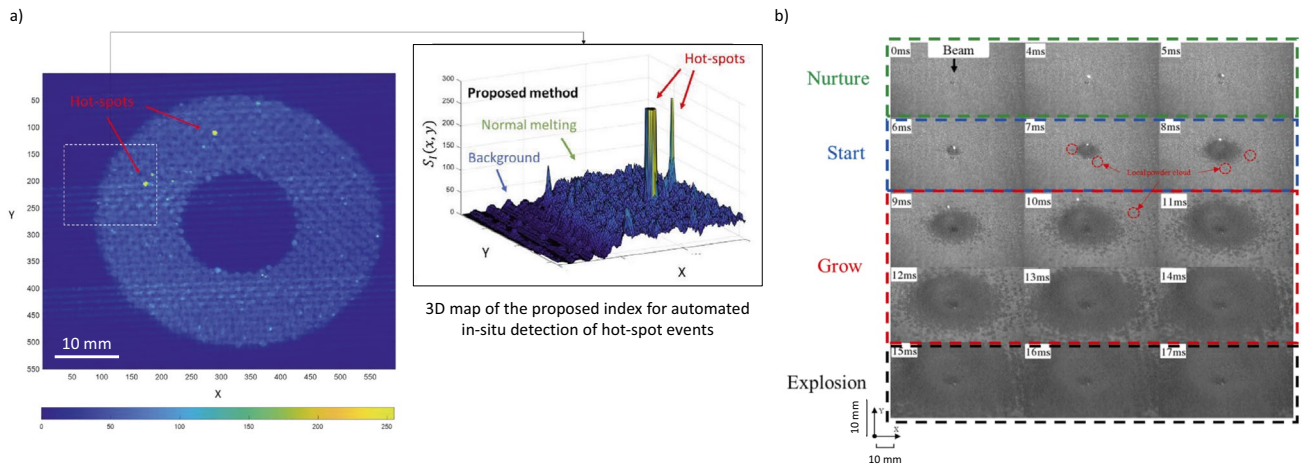 a)
Hot-spots
50
100
150
200
250
300
350
400
450
500
550
Y
10 mm
50 100 150 200 250 300 350 400 450 500 550
X
0 50 100 150 200 250
Hot-spots
Proposed method
Normal melting
Background
S_I(x, y)
300
250
200
150
100
50
0
Y
X
3D map of the proposed index for automated
in-situ detection of hot-spot events
b)
Nurture
0ms 4ms 5ms
Beam
Start
6ms 7ms 8ms
Local powder cloud
Grow
9ms 10ms 11ms
12ms 13ms 14ms
Explosion
15ms 16ms 17ms
10 mm
Y
X
10 mm